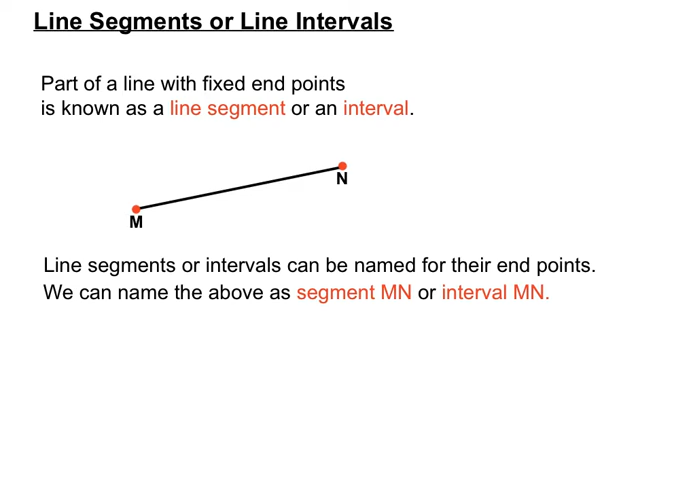 Line Segments or Line Intervals
Part of a line with fixed end points
is known as a line segment or an interval.
N
M
Line segments or intervals can be named for their end points.
We can name the above as segment MN or interval MN.